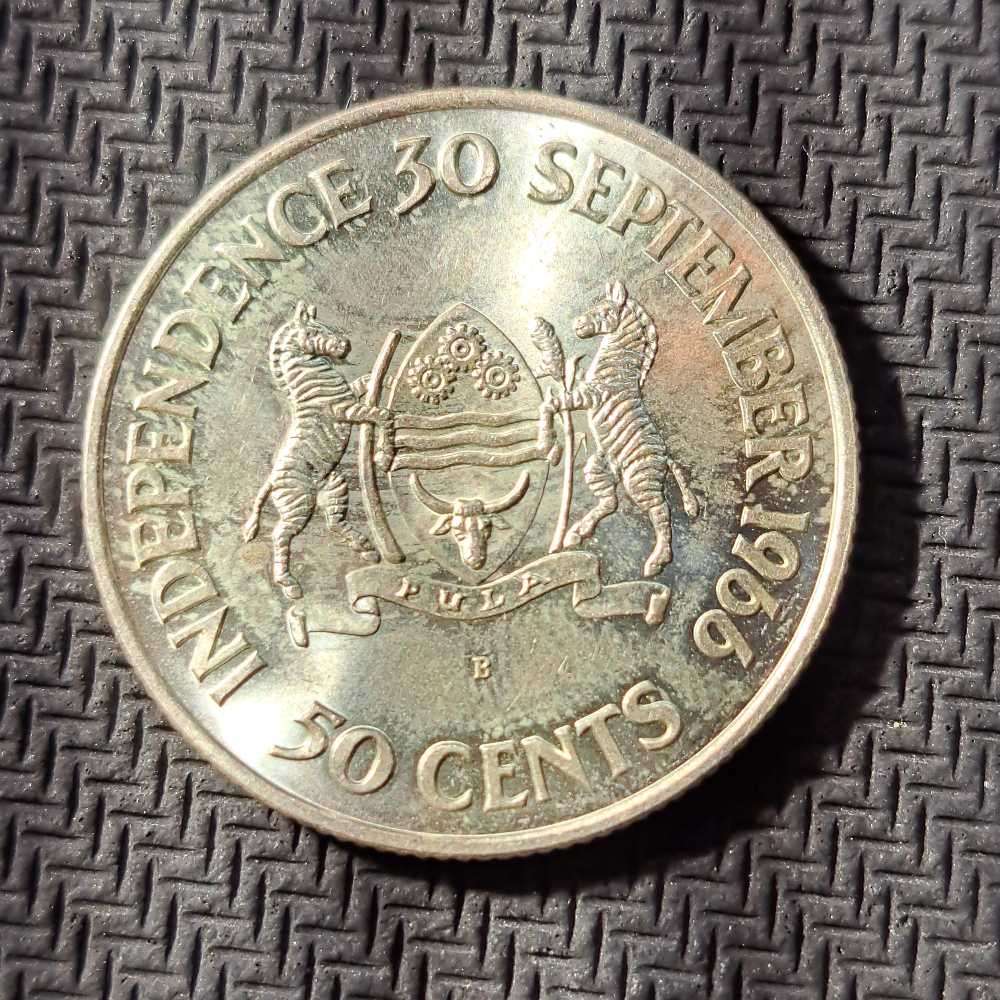 INDEPENDENCE 30 SEPTEMBER 1966
PULA
B
50 CENTS